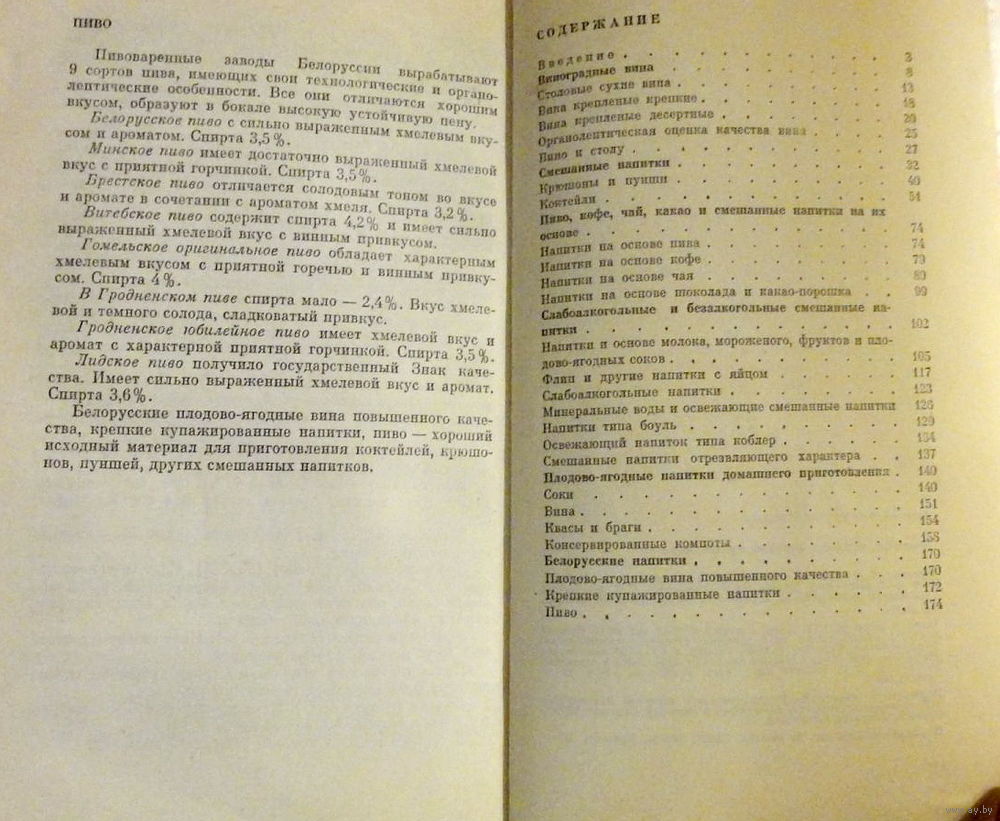 ПИВО
Пивоваренные заводы Белоруссии вырабатывают
9 сортов пива, имеющих свои технологические и органо-
лептические особенности. Все они отличаются хорошим
вкусом, образуют в бокале высокую устойчивую пену.
Белорусское пиво с сильно выраженным хмелевым вку-
сом и ароматом. Спирта 3,5%.
Минское пиво имеет достаточно выраженный хмелевой
вкус с приятной горчинкой. Спирта 3,5%.
Брестское пиво отличается солодовым тоном во вкусе
и аромате в сочетании с ароматом хмеля. Спирта 3,2%.
Витебское пиво содержит спирта 4,2% и имеет сильно
выраженный хмелевой вкус с винным привкусом.
Гомельское оригинальное пиво обладает характерным
хмелевым вкусом с приятной горечью и винным привку-
сом. Спирта 4%.
В Гродненском пиве спирта мало — 2,4%. Вкус хмеле-
вой и темного солода, сладковатый привкус.
Гродненское юбилейное пиво имеет хмелевой вкус и
аромат с характерной приятной горчинкой. Спирта 3,5%.
Лидское пиво получило государственный Знак каче-
ства. Имеет сильно выраженный хмелевой вкус и аромат.
Спирта 3,6%.
Белорусские плодово-ягодные вина повышенного каче-
ства, крепкие купажированные напитки, пиво — хороший
исходный материал для приготовления коктейлей, крюшо-
нов, пуншей, других смешанных напитков.
СОДЕРЖАНИЕ
Введение . . . . . . . . . . 3
Виноградные вина . . . . . . . . 8
Столовые сухие вина . . . . . . . . 13
Вина крепленые крепкие . . . . . . . 18
Вина крепленые десертные . . . . . . . 20
Органолептическая оценка качества вина . . . . 25
Вино к столу . . . . . . . . . 27
Смешанные напитки . . . . . . . . 32
Крюшоны и пунши . . . . . . . . 40
Коктейли . . . . . . . . . . 54
Пиво, кофе, чай, какао и смешанные напитки на их
основе . . . . . . . . . . 74
Напитки на основе пива . . . . . . . 74
Напитки на основе кофе . . . . . . . 79
Напитки на основе чая . . . . . . . 89
Напитки на основе шоколада и какао-порошка . . 99
Слабоалкогольные и безалкогольные смешанные на-
питки . . . . . . . . . . 102
Напитки и основе молока, мороженого, фруктов и пло-
дово-ягодных соков . . . . . . . . 105
Флип и другие напитки с яйцом . . . . . 117
Слабоалкогольные напитки . . . . . . . 123
Минеральные воды и освежающие смешанные напитки 126
Напитки типа боуль . . . . . . . . 129
Освежающий напиток типа коблер . . . . . 134
Смешанные напитки отрезвляющего характера . . 137
Плодово-ягодные напитки домашнего приготовления . 140
Соки . . . . . . . . . . . 140
Вина . . . . . . . . . . . 151
Квасы и браги . . . . . . . . . 154
Консервированные компоты . . . . . . 158
Белорусские напитки . . . . . . . . 170
Плодово-ягодные вина повышенного качества . . . 170
Крепкие купажированные напитки . . . . . 172
Пиво . . . . . . . . . . . 174
www.ay.by